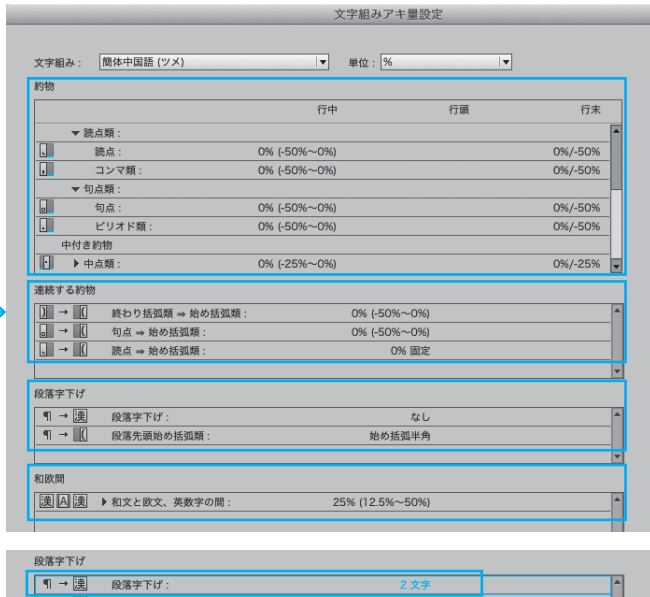 文字組みアキ量設定
文字組み： 簡体中国語 (ツメ) 単位： %
約物
行中 行頭 行末
▼ 読点類：
読点： 0% (-50%〜0%) 0%/-50%
コンマ類： 0% (-50%〜0%) 0%/-50%
▼ 句点類：
句点： 0% (-50%〜0%) 0%/-50%
ピリオド類： 0% (-50%〜0%) 0%/-50%
中付き約物
▶ 中点類： 0% (-25%〜0%) 0%/-25%
連続する約物
】 → 【 終わり括弧類 ⇒ 始め括弧類： 0% (-50%〜0%)
。 → 【 句点 ⇒ 始め括弧類： 0% (-50%〜0%)
、 → 【 読点 ⇒ 始め括弧類： 0% 固定
段落字下げ
¶ → 漢 段落字下げ： なし
¶ → 【 段落先頭始め括弧類： 始め括弧半角
和欧間
漢 A 漢 ▶ 和文と欧文、英数字の間： 25% (12.5%〜50%)
段落字下げ
¶ → 漢 段落字下げ： 2 文字